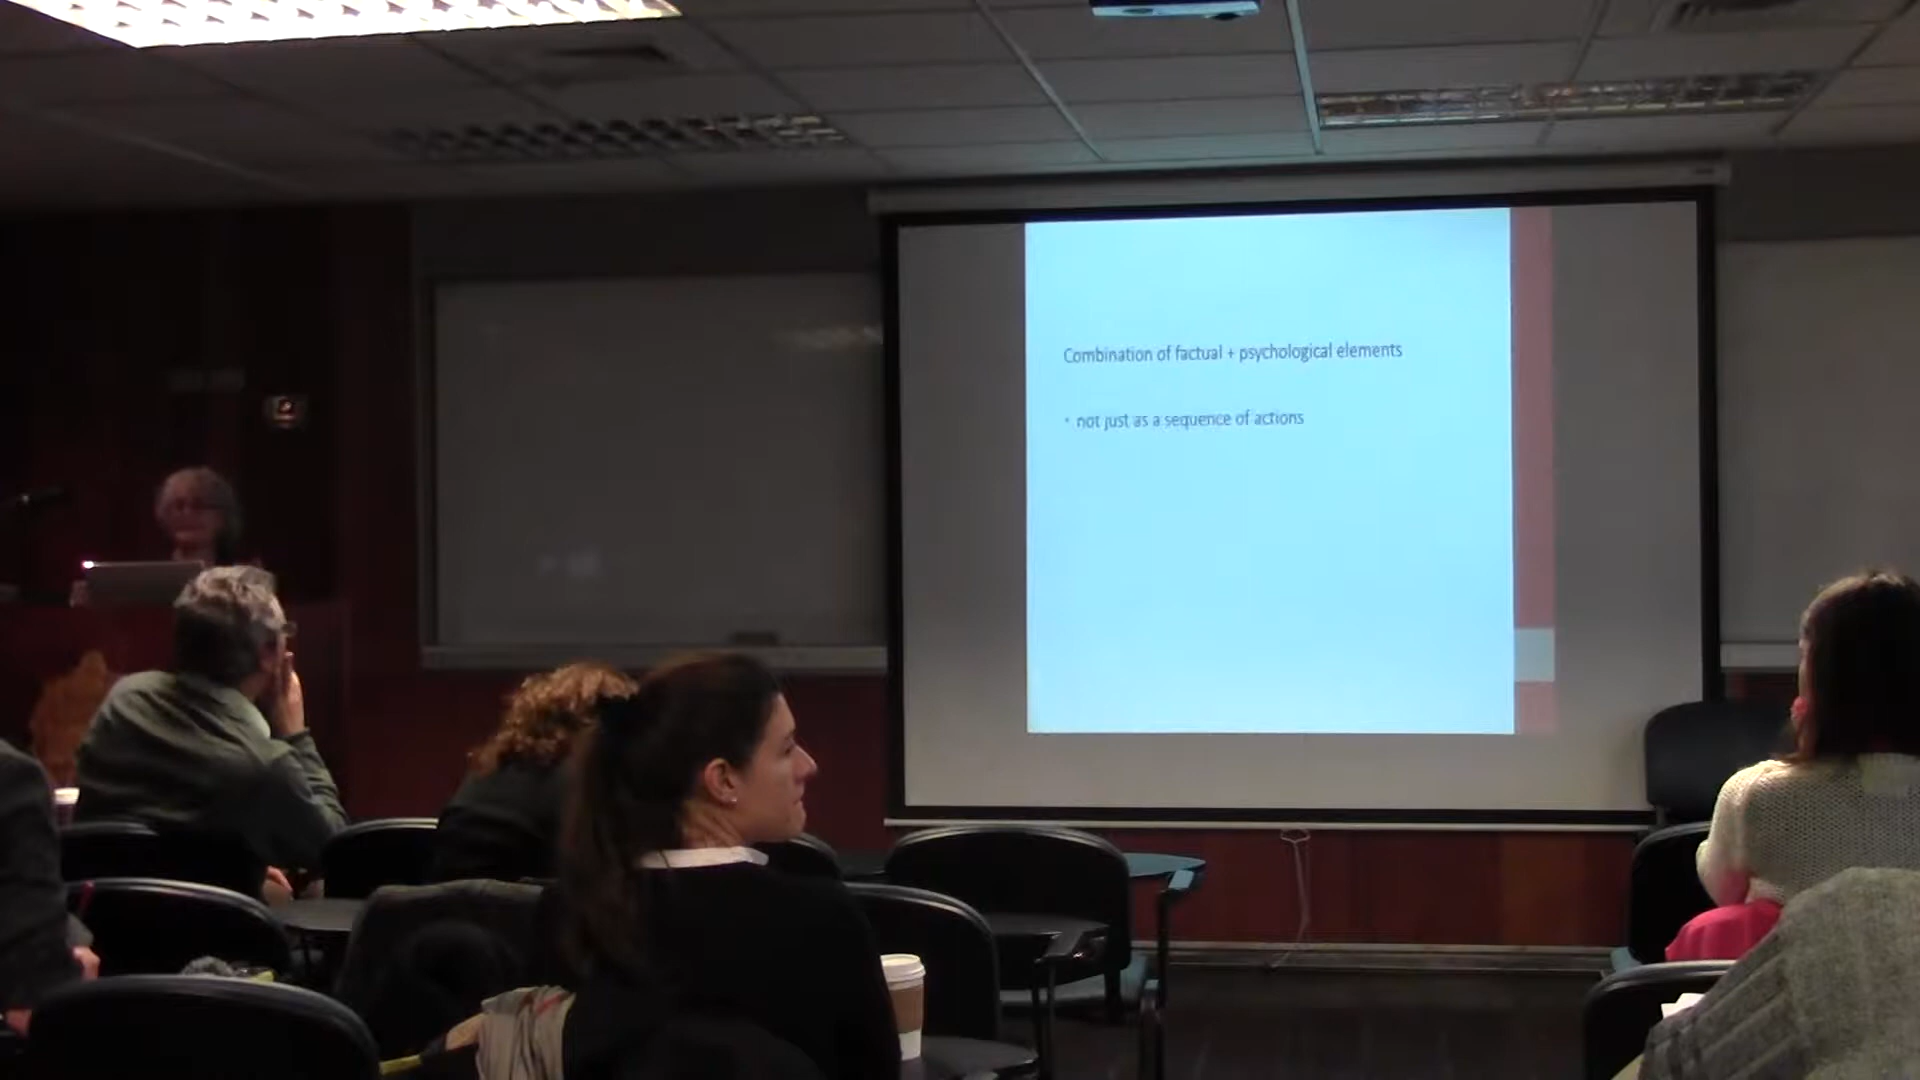 Combination of factual + psychological elements
• not just as a sequence of actions